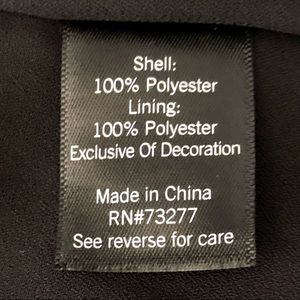 Shell:
100% Polyester
Lining:
100% Polyester
Exclusive Of Decoration
Made in China
RN#73277
See reverse for care